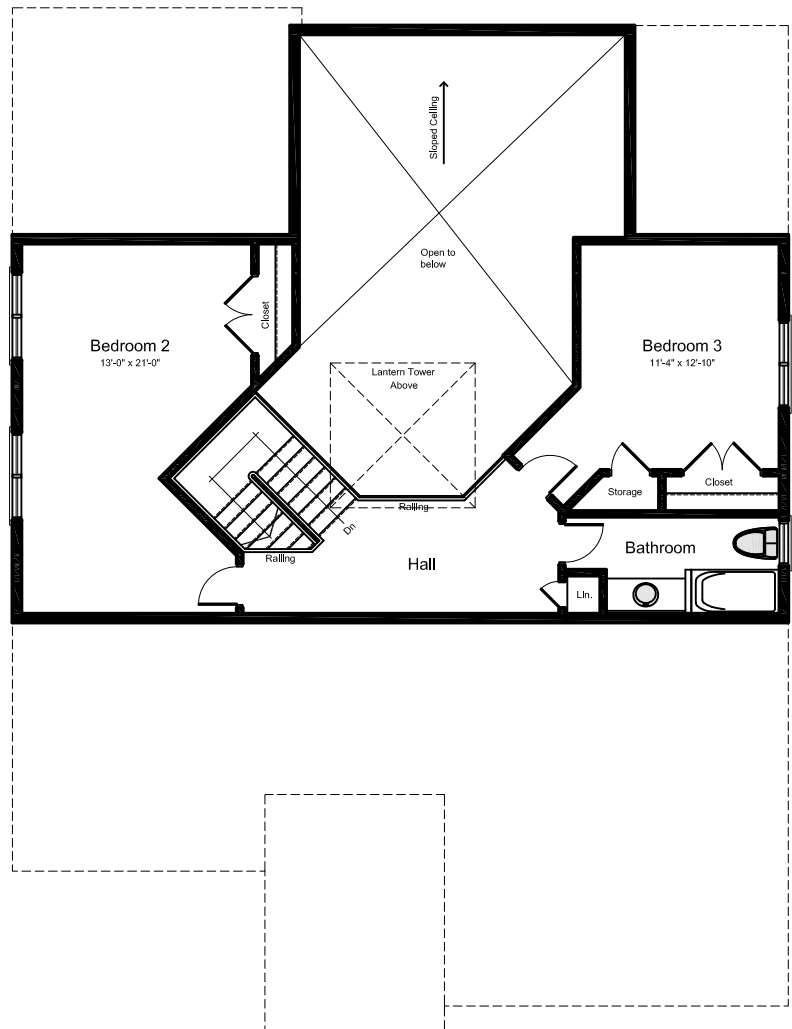 Sloped Ceiling
Open to
below
Closet
Bedroom 2
13'-0" x 21'-0"
Bedroom 3
11'-4" x 12'-10"
Lantern Tower
Above
Closet
Storage
Railing
Dn
Railing
Hall
Bathroom
Lin.